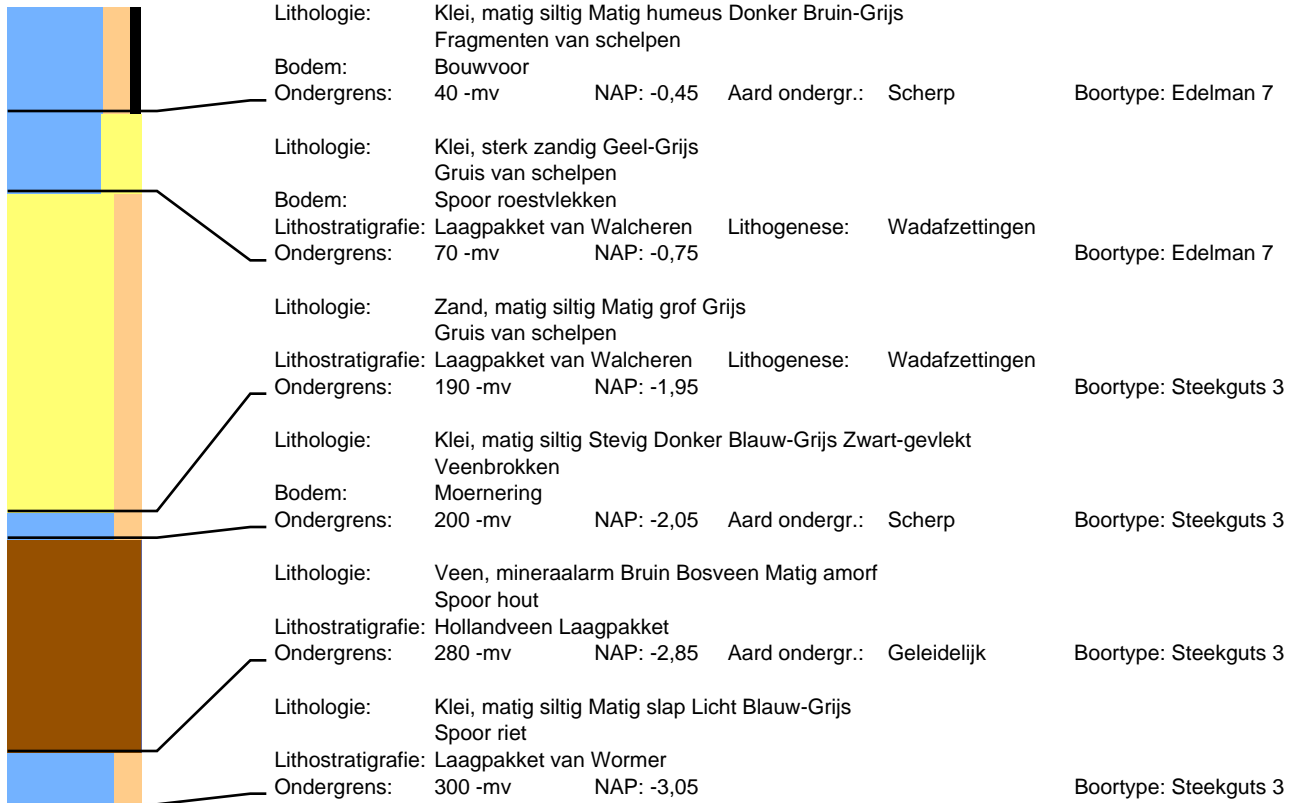 Lithologie: Klei, matig siltig Matig humeus Donker Bruin-Grijs
Fragmenten van schelpen
Bodem: Bouwvoor
Ondergrens: 40 -mv NAP: -0,45 Aard ondergr.: Scherp Boortype: Edelman 7
Lithologie: Klei, sterk zandig Geel-Grijs
Gruis van schelpen
Bodem: Spoor roestvlekken
Lithostratigrafie: Laagpakket van Walcheren Lithogenese: Wadafzettingen
Ondergrens: 70 -mv NAP: -0,75 Boortype: Edelman 7
Lithologie: Zand, matig siltig Matig grof Grijs
Gruis van schelpen
Lithostratigrafie: Laagpakket van Walcheren Lithogenese: Wadafzettingen
Ondergrens: 190 -mv NAP: -1,95 Boortype: Steekguts 3
Lithologie: Klei, matig siltig Stevig Donker Blauw-Grijs Zwart-gevlekt
Veenbrokken
Bodem: Moernering
Ondergrens: 200 -mv NAP: -2,05 Aard ondergr.: Scherp Boortype: Steekguts 3
Lithologie: Veen, mineraalarm Bruin Bosveen Matig amorf
Spoor hout
Lithostratigrafie: Hollandveen Laagpakket
Ondergrens: 280 -mv NAP: -2,85 Aard ondergr.: Geleidelijk Boortype: Steekguts 3
Lithologie: Klei, matig siltig Matig slap Licht Blauw-Grijs
Spoor riet
Lithostratigrafie: Laagpakket van Wormer
Ondergrens: 300 -mv NAP: -3,05 Boortype: Steekguts 3